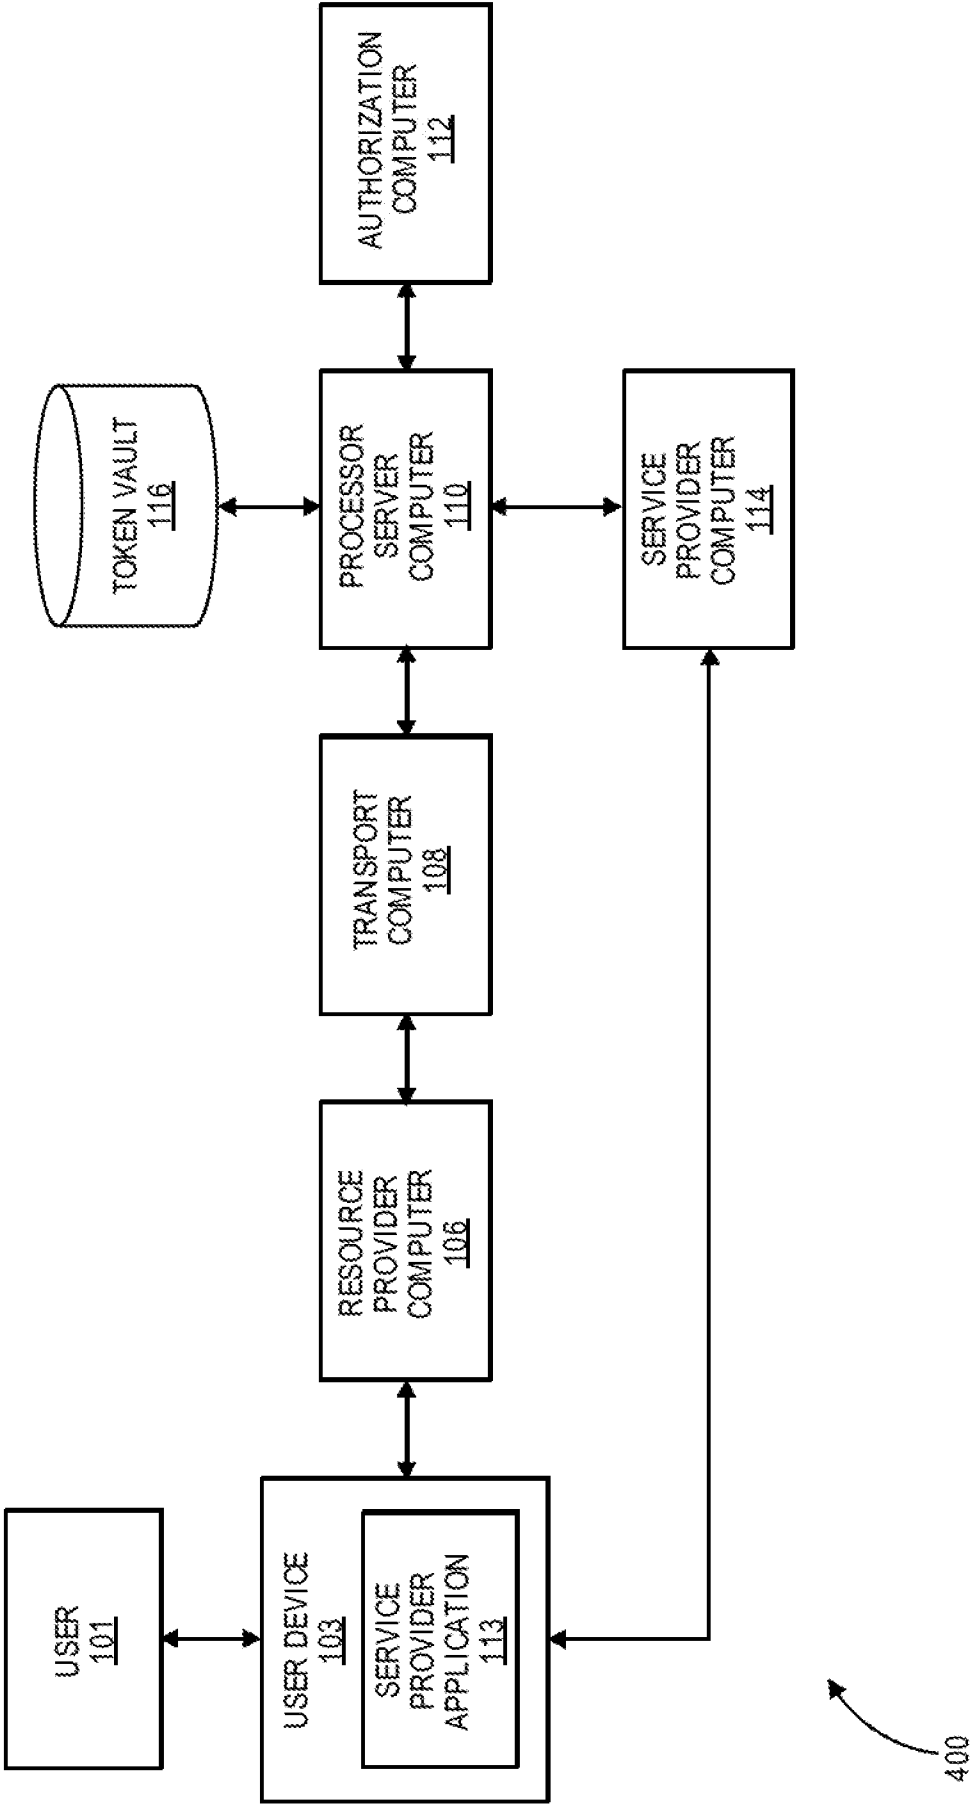 USER
101
USER DEVICE
103
SERVICE
PROVIDER
APPLICATION
113
RESOURCE
PROVIDER
COMPUTER
106
TRANSPORT
COMPUTER
108
TOKEN VAULT
116
PROCESSOR
SERVER
COMPUTER
110
SERVICE
PROVIDER
COMPUTER
114
AUTHORIZATION
COMPUTER
112
400